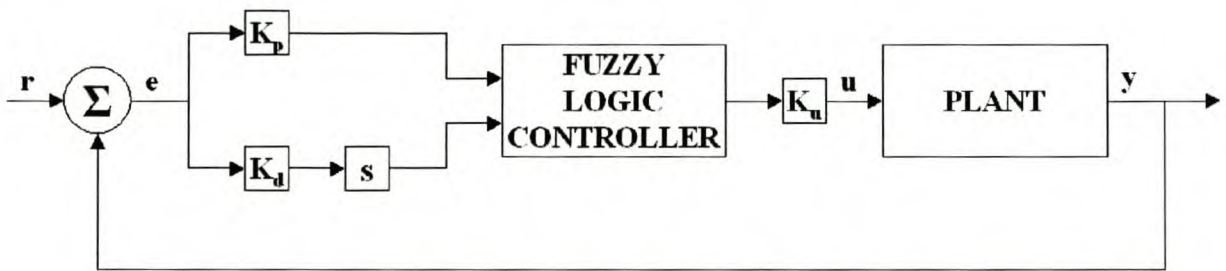 r
Σ
e
K_p
K_d
s
FUZZY
LOGIC
CONTROLLER
K_u
u
PLANT
y